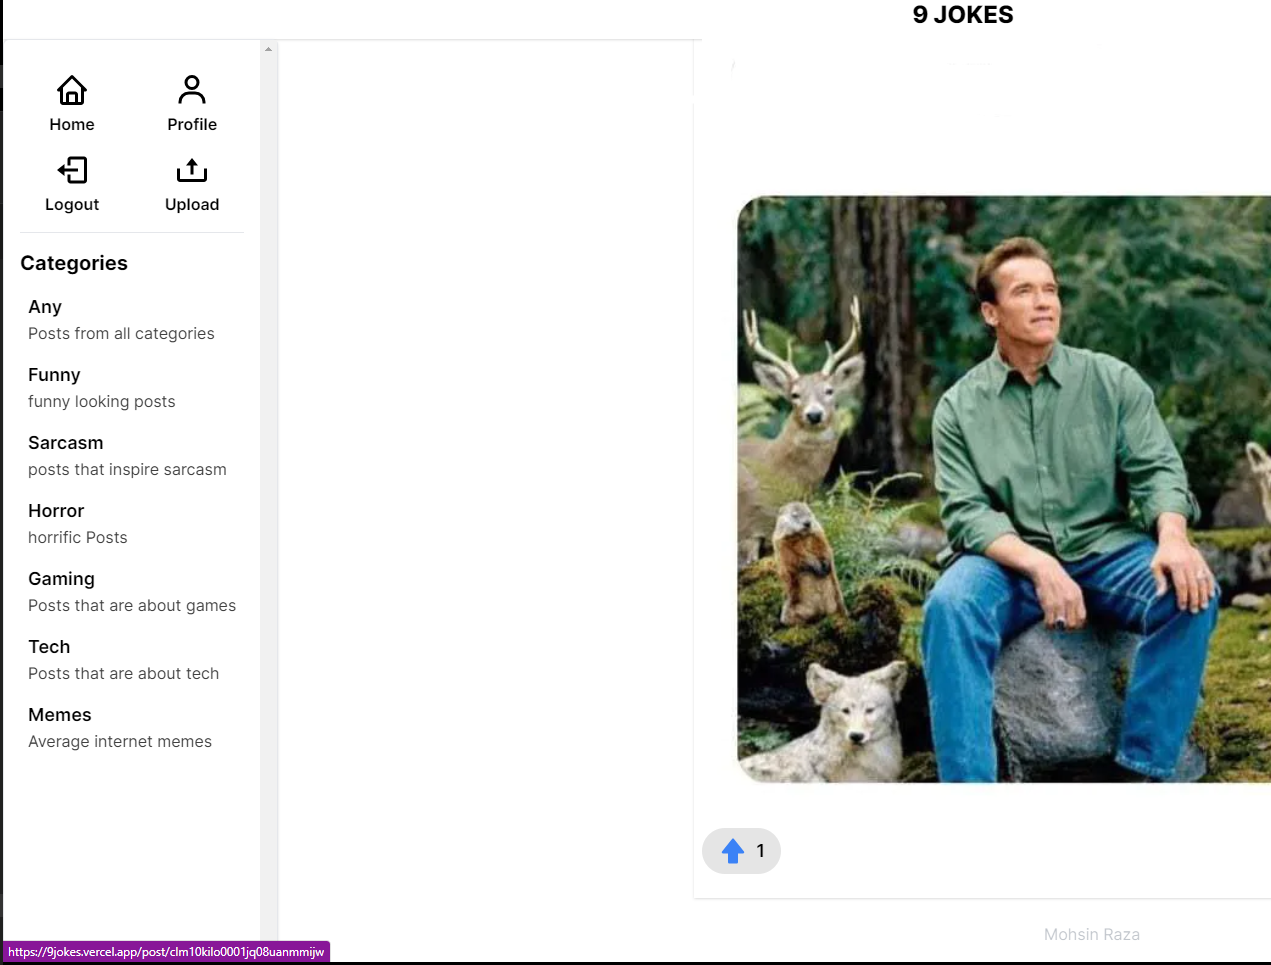 9 JOKES
Home
Profile
Logout
Upload
Categories
Any
Posts from all categories
Funny
funny looking posts
Sarcasm
posts that inspire sarcasm
Horror
horrific Posts
Gaming
Posts that are about games
Tech
Posts that are about tech
Memes
Average internet memes
1
Mohsin Raza
https://9jokes.vercel.app/post/clm10kilo0001jq08uanmmijw